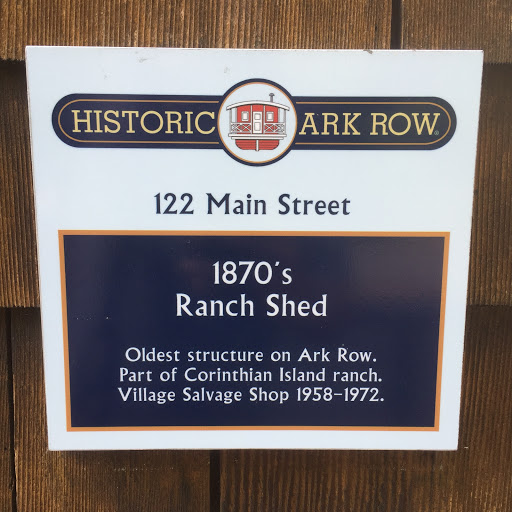 HISTORIC ARK ROW®
122 Main Street
1870's
Ranch Shed
Oldest structure on Ark Row.
Part of Corinthian Island ranch.
Village Salvage Shop 1958-1972.